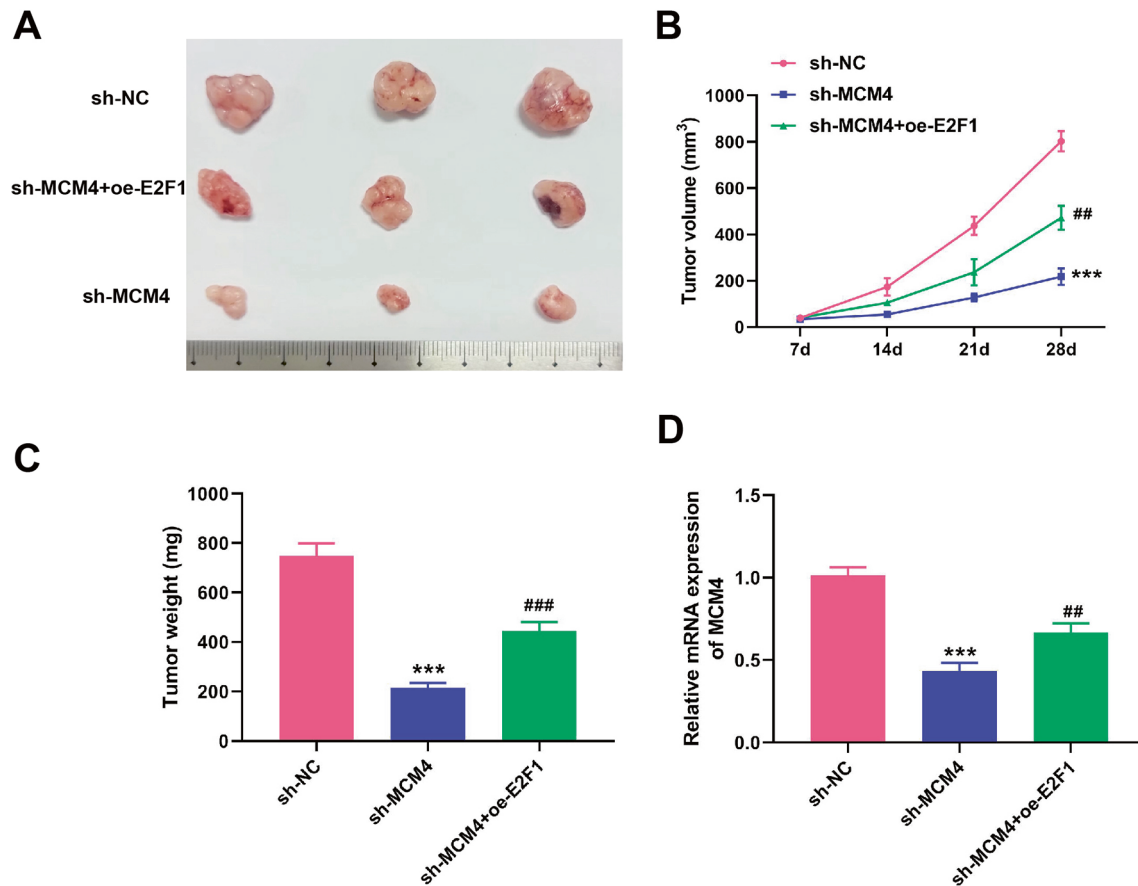 A
sh-NC
sh-MCM4+oe-E2F1
sh-MCM4
B
sh-NC
sh-MCM4
sh-MCM4+oe-E2F1
Tumor volume (mm³)
1000
800
600
400
200
0
##
***
7d 14d 21d 28d
C
Tumor weight (mg)
1000
800
600
400
200
0
***
###
sh-NC
sh-MCM4
sh-MCM4+oe-E2F1
D
Relative mRNA expression
of MCM4
1.5
1.0
0.5
0.0
***
##
sh-NC
sh-MCM4
sh-MCM4+oe-E2F1